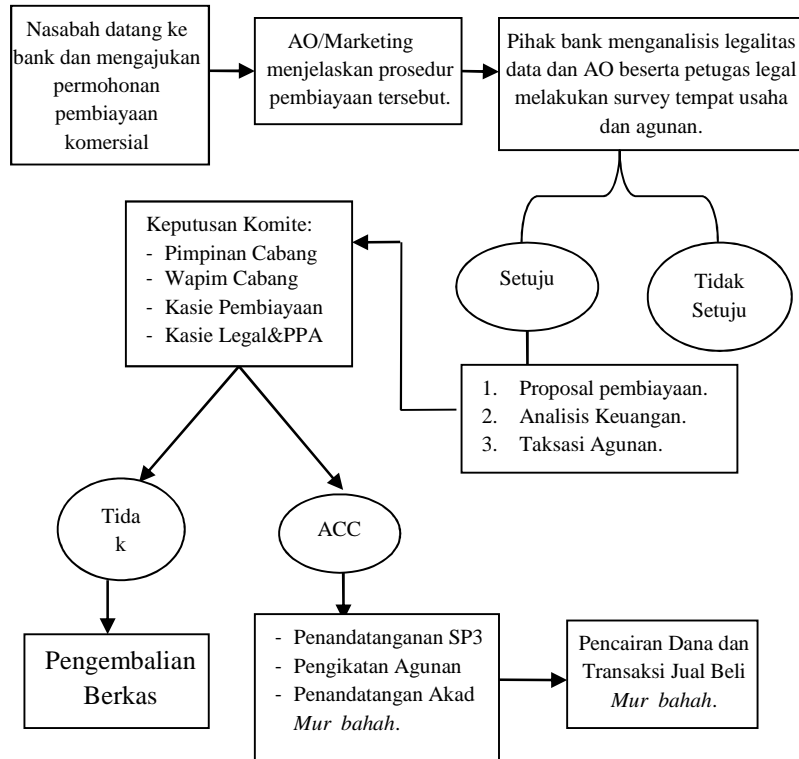 Nasabah datang ke
bank dan mengajukan
permohonan
pembiayaan
komersial
AO/Marketing
menjelaskan prosedur
pembiayaan tersebut.
Pihak bank menganalisis legalitas
data dan AO beserta petugas legal
melakukan survey tempat usaha
dan agunan.
Setuju
Tidak
Setuju
1. Proposal pembiayaan.
2. Analisis Keuangan.
3. Taksasi Agunan.
Keputusan Komite:
- Pimpinan Cabang
- Wapim Cabang
- Kasie Pembiayaan
- Kasie Legal&PPA
Tida
k
ACC
Pengembalian
Berkas
- Penandatanganan SP3
- Pengikatan Agunan
- Penandatangan Akad
Mur bahah.
Pencairan Dana dan
Transaksi Jual Beli
Mur bahah.